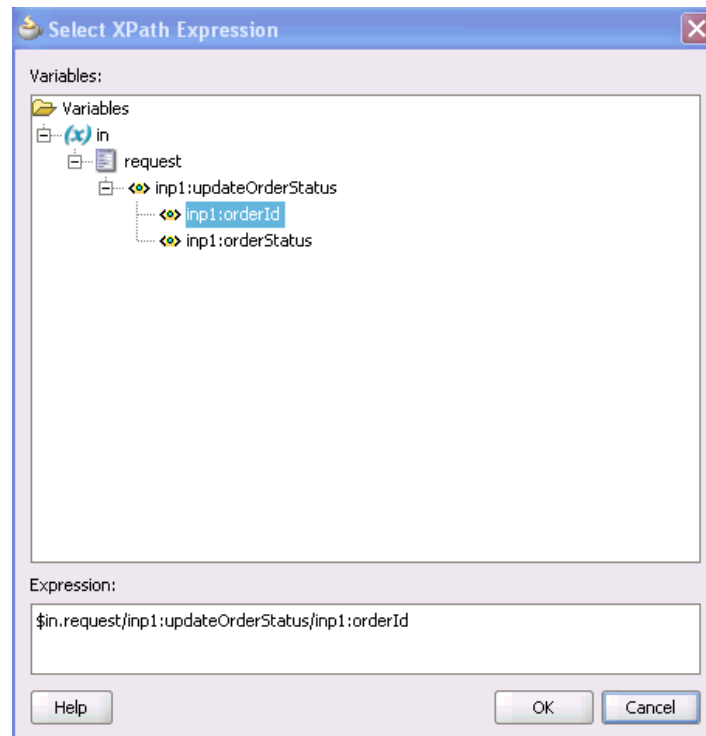 Select XPath Expression
Variables:
Variables
(x) in
request
inp1:updateOrderStatus
inp1:orderId
inp1:orderStatus
Expression:
$in.request/inp1:updateOrderStatus/inp1:orderId
Help OK Cancel